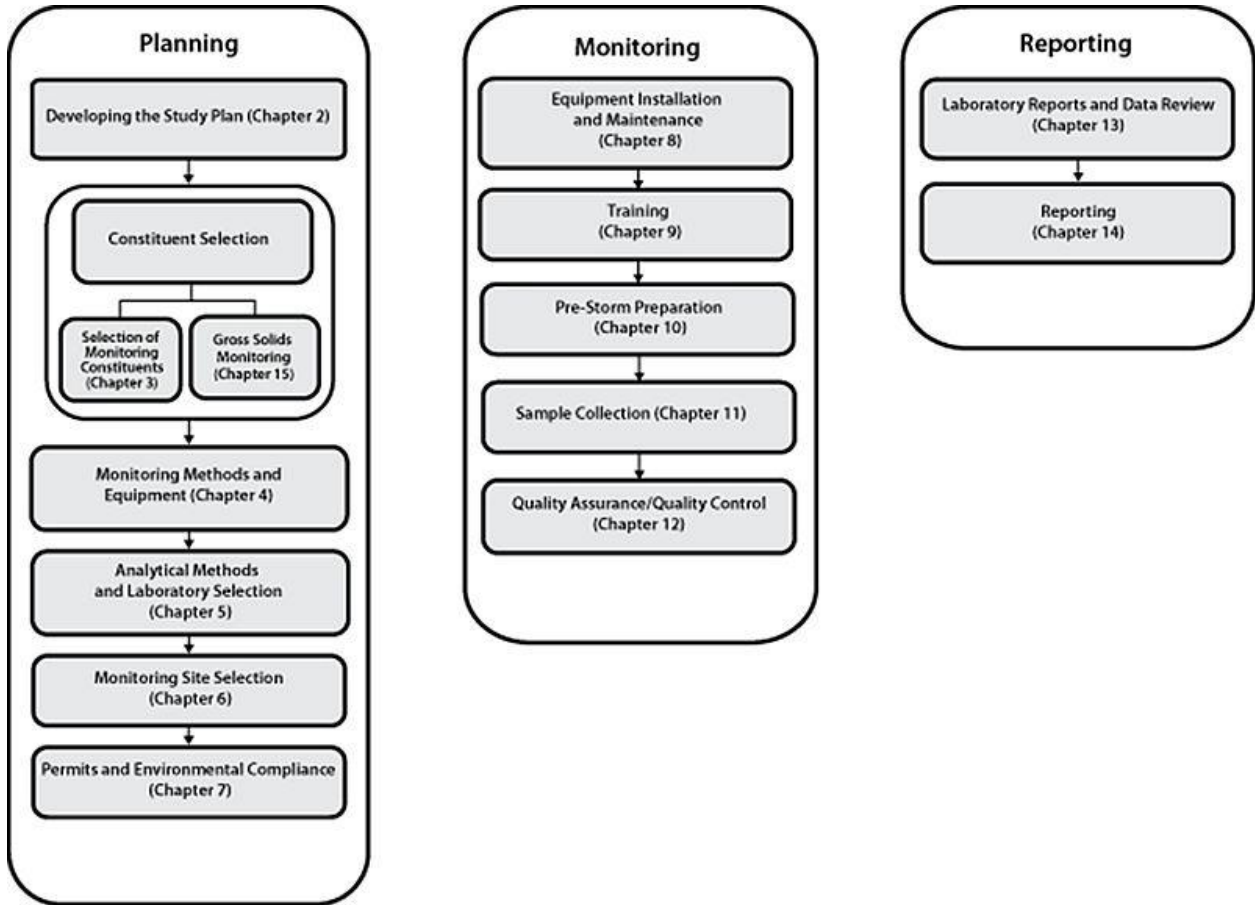 Planning
Developing the Study Plan (Chapter 2)
Constituent Selection
Selection of
Monitoring
Constituents
(Chapter 3)
Gross Solids
Monitoring
(Chapter 15)
Monitoring Methods and
Equipment (Chapter 4)
Analytical Methods
and Laboratory Selection
(Chapter 5)
Monitoring Site Selection
(Chapter 6)
Permits and Environmental Compliance
(Chapter 7)
Monitoring
Equipment Installation
and Maintenance
(Chapter 8)
Training
(Chapter 9)
Pre-Storm Preparation
(Chapter 10)
Sample Collection (Chapter 11)
Quality Assurance/Quality Control
(Chapter 12)
Reporting
Laboratory Reports and Data Review
(Chapter 13)
Reporting
(Chapter 14)